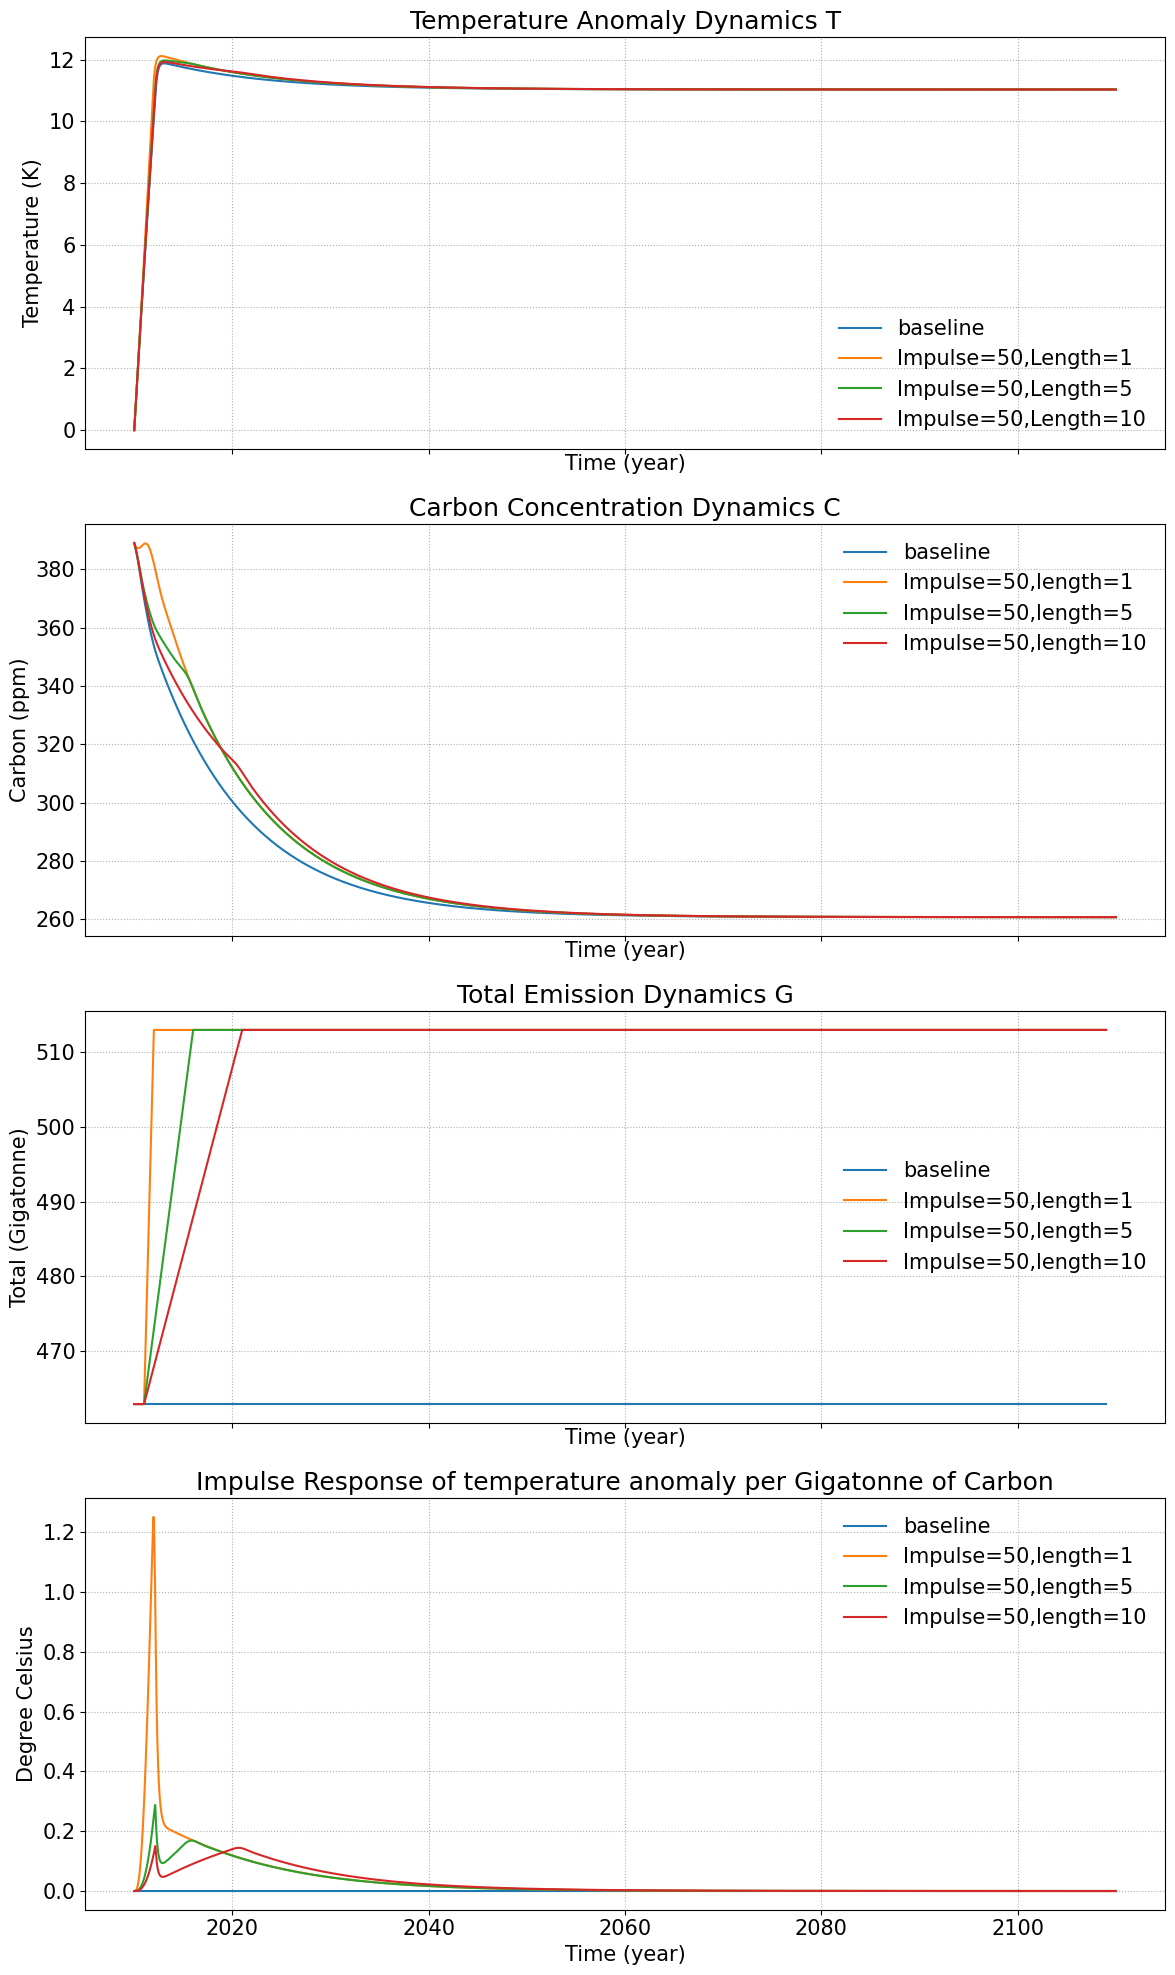 Temperature Anomaly Dynamics T
Temperature (K)
12
10
8
6
4
2
0
baseline
Impulse=50,Length=1
Impulse=50,Length=5
Impulse=50,Length=10
Time (year)
Carbon Concentration Dynamics C
Carbon (ppm)
380
360
340
320
300
280
260
baseline
Impulse=50,length=1
Impulse=50,length=5
Impulse=50,length=10
Time (year)
Total Emission Dynamics G
Total (Gigatonne)
510
500
490
480
470
baseline
Impulse=50,length=1
Impulse=50,length=5
Impulse=50,length=10
Time (year)
Impulse Response of temperature anomaly per Gigatonne of Carbon
Degree Celsius
1.2
1.0
0.8
0.6
0.4
0.2
0.0
baseline
Impulse=50,length=1
Impulse=50,length=5
Impulse=50,length=10
2020 2040 2060 2080 2100
Time (year)